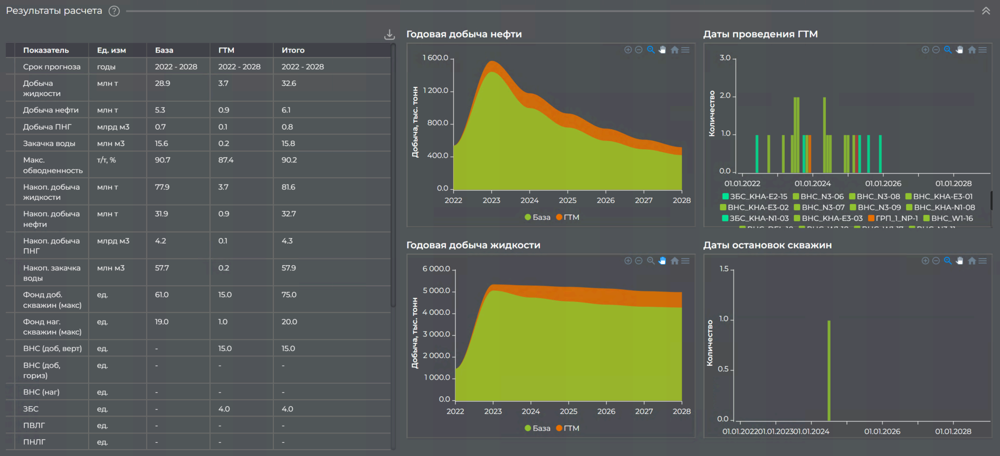 Результаты расчета ?
Показатель Ед. изм База ГТМ Итого
Срок прогноза годы 2022 - 2028 2022 - 2028 2022 - 2028
Добыча млн т 28.9 3.7 32.6
жидкости
Добыча нефти млн т 5.3 0.9 6.1
Добыча ПНГ млрд м3 0.7 0.1 0.8
Закачка воды млн м3 15.6 0.2 15.8
Макс. т/т, % 90.7 87.4 90.2
обводненность
Накоп. добыча млн т 77.9 3.7 81.6
жидкости
Накоп. добыча млн т 31.9 0.9 32.7
нефти
Накоп. добыча млрд м3 4.2 0.1 4.3
ПНГ
Накоп. закачка млн м3 57.7 0.2 57.9
воды
Фонд доб. ед. 61.0 15.0 75.0
скважин (макс)
Фонд наг. ед. 19.0 1.0 20.0
скважин (макс)
ВНС (доб, верт) ед. - 15.0 15.0
ВНС (доб, ед. - - -
гориз)
ВНС (наг) ед. - - -
ЗБС ед. - 4.0 4.0
ПВЛГ ед. - - -
ПНЛГ ед. - - -
Годовая добыча нефти
Добыча, тыс. тонн
1 600.0
1 200.0
800.0
400.0
0.0
2022 2023 2024 2025 2026 2027 2028
База ГТМ
Даты проведения ГТМ
Количество
3.0
2.0
1.0
0.0
01.01.2022 01.01.2024 01.01.2026 01.01.2028
ЗБС_KHA-E2-15 ВНС_N3-06 ВНС_N3-08 ВНС_KHA-E3-01
ВНС_KHA-E3-02 ВНС_N3-07 ВНС_N3-09 ВНС_KHA-N1-08
ЗБС_KHA-N1-03 ВНС_KHA-E3-03 ГРП_1_NP-1 ВНС_W1-16
Годовая добыча жидкости
Добыча, тыс. тонн
6 000.0
5 000.0
4 000.0
3 000.0
2 000.0
1 000.0
0.0
2022 2023 2024 2025 2026 2027 2028
База ГТМ
Даты остановок скважин
Количество
1.5
1.0
0.5
0.0
01.01.2022 01.01.2023 01.01.2024 01.01.2026 01.01.2028